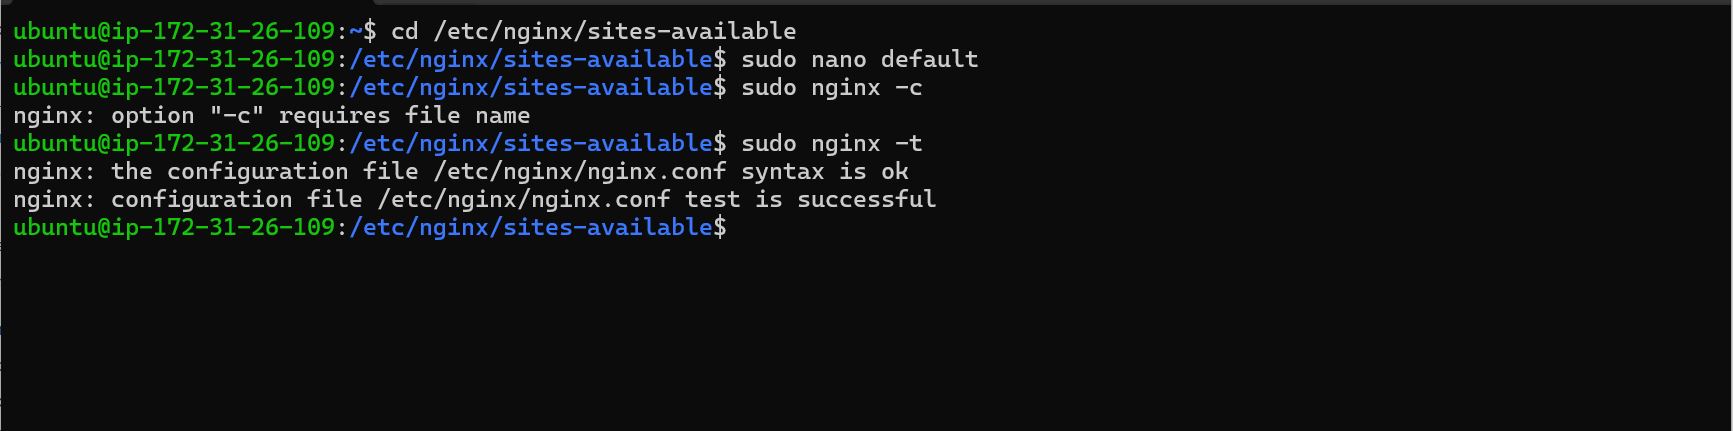 ubuntu@ip-172-31-26-109:~$ cd /etc/nginx/sites-available
ubuntu@ip-172-31-26-109:/etc/nginx/sites-available$ sudo nano default
ubuntu@ip-172-31-26-109:/etc/nginx/sites-available$ sudo nginx -c
nginx: option "-c" requires file name
ubuntu@ip-172-31-26-109:/etc/nginx/sites-available$ sudo nginx -t
nginx: the configuration file /etc/nginx/nginx.conf syntax is ok
nginx: configuration file /etc/nginx/nginx.conf test is successful
ubuntu@ip-172-31-26-109:/etc/nginx/sites-available$